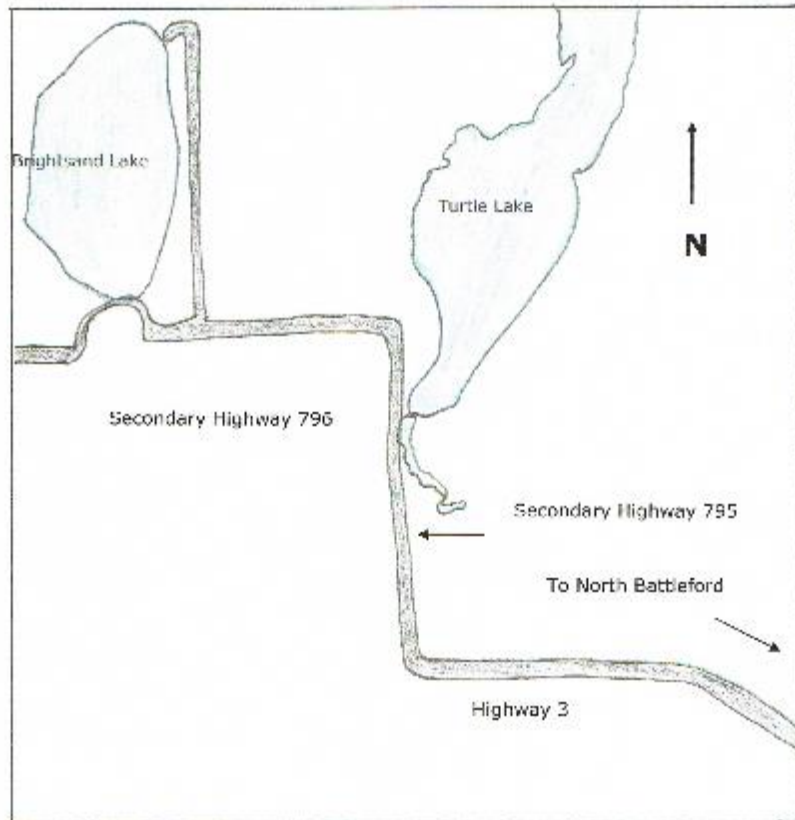 Brightsand Lake
Turtle Lake
N
Secondary Highway 796
Secondary Highway 795
To North Battleford
Highway 3